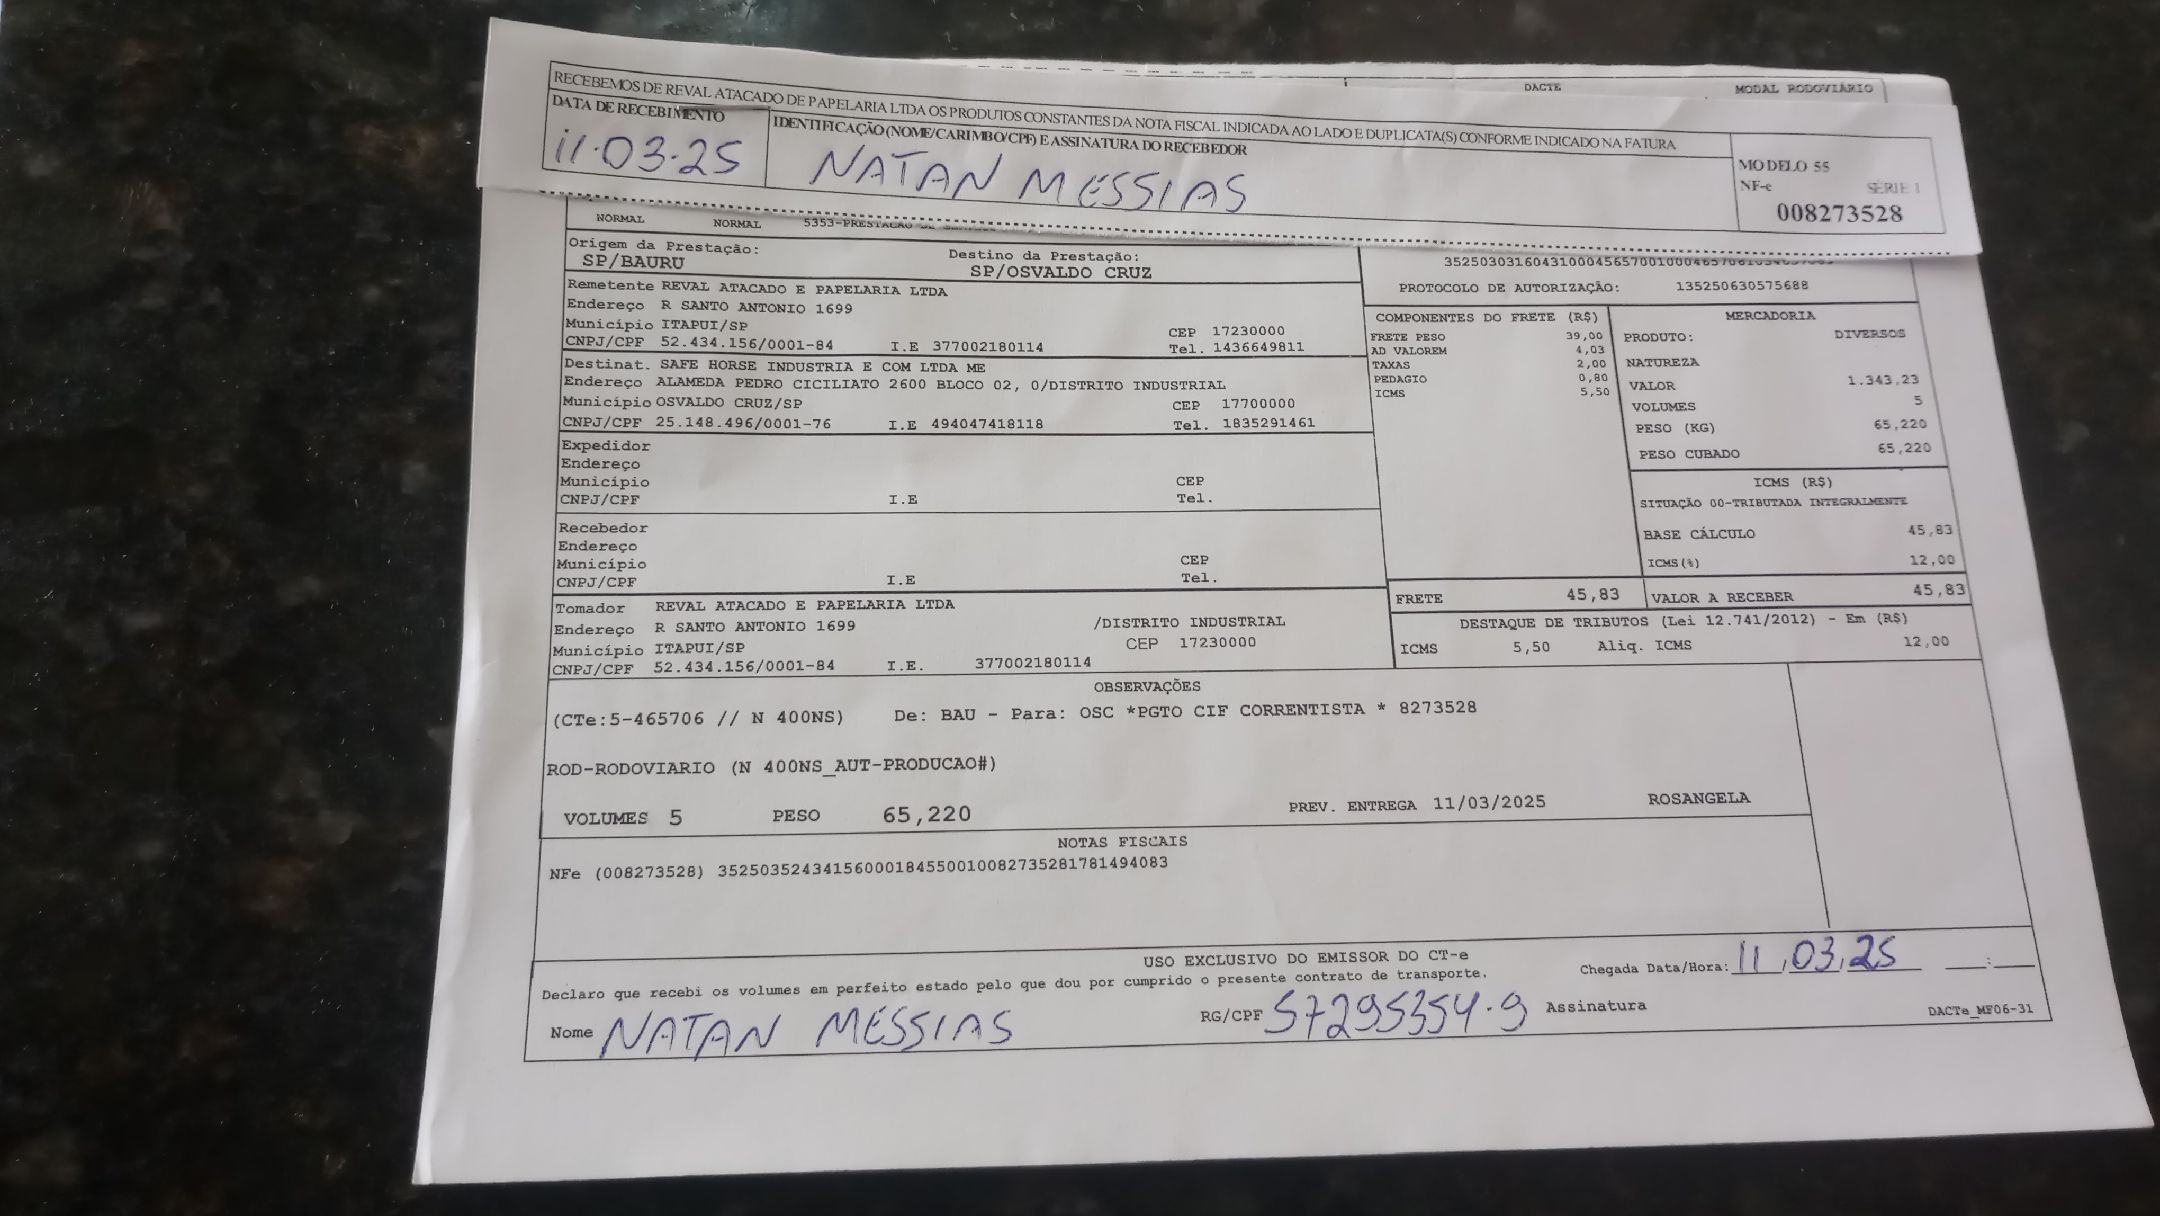 DACTE MODAL RODOVIÁRIO
RECEBEMOS DE REVAL ATACADO DE PAPELARIA LTDA OS PRODUTOS CONSTANTES DA NOTA FISCAL INDICADA AO LADO E DUPLICATA(S) CONFORME INDICADO NA FATURA
DATA DE RECEBIMENTO IDENTIFICAÇÃO (NOME/CARIMBO/CPF) E ASSINATURA DO RECEBEDOR
11.03.25 NATAN MESSIAS
MODELO 55
NF-e SÉRIE 1
008273528
NORMAL NORMAL 5353-PRESTACAO DE
Origem da Prestação: Destino da Prestação:
SP/BAURU SP/OSVALDO CRUZ
Remetente REVAL ATACADO E PAPELARIA LTDA
Endereço R SANTO ANTONIO 1699
Município ITAPUI/SP CEP 17230000
CNPJ/CPF 52.434.156/0001-84 I.E 377002180114 Tel. 1436649811
Destinat. SAFE HORSE INDUSTRIA E COM LTDA ME
Endereço ALAMEDA PEDRO CICILIATO 2600 BLOCO 02, 0/DISTRITO INDUSTRIAL
Município OSVALDO CRUZ/SP CEP 17700000
CNPJ/CPF 25.148.496/0001-76 I.E 494047418118 Tel. 1835291461
Expedidor
Endereço
Município CEP
CNPJ/CPF I.E Tel.
Recebedor
Endereço
Município CEP
CNPJ/CPF I.E Tel.
Tomador REVAL ATACADO E PAPELARIA LTDA
Endereço R SANTO ANTONIO 1699 /DISTRITO INDUSTRIAL
Município ITAPUI/SP CEP 17230000
CNPJ/CPF 52.434.156/0001-84 I.E. 377002180114
PROTOCOLO DE AUTORIZAÇÃO: 135250630575688
COMPONENTES DO FRETE (R$)
FRETE PESO 39,00
AD VALOREM 4,03
TAXAS 2,00
PEDAGIO 0,80
ICMS 5,50
MERCADORIA
PRODUTO: DIVERSOS
NATUREZA
VALOR 1.343,23
VOLUMES 5
PESO (KG) 65,220
PESO CUBADO 65,220
ICMS (R$)
SITUAÇÃO 00-TRIBUTADA INTEGRALMENTE
BASE CÁLCULO 45,83
ICMS(%) 12,00
FRETE 45,83 VALOR A RECEBER 45,83
DESTAQUE DE TRIBUTOS (Lei 12.741/2012) - Em (R$)
ICMS 5,50 Aliq. ICMS 12,00
OBSERVAÇÕES
(CTe:5-465706 // N 400NS) De: BAU - Para: OSC *PGTO CIF CORRENTISTA * 8273528
ROD-RODOVIARIO (N 400NS_AUT-PRODUCAO#)
VOLUMES 5 PESO 65,220 PREV. ENTREGA 11/03/2025 ROSANGELA
NOTAS FISCAIS
NFe (008273528) 35250352434156000184550010082735281781494083
USO EXCLUSIVO DO EMISSOR DO CT-e
Declaro que recebi os volumes em perfeito estado pelo que dou por cumprido o presente contrato de transporte. Chegada Data/Hora: 11,03,25 __:__
Nome NATAN MESSIAS RG/CPF 57295354-9 Assinatura DACTe_MF06-31